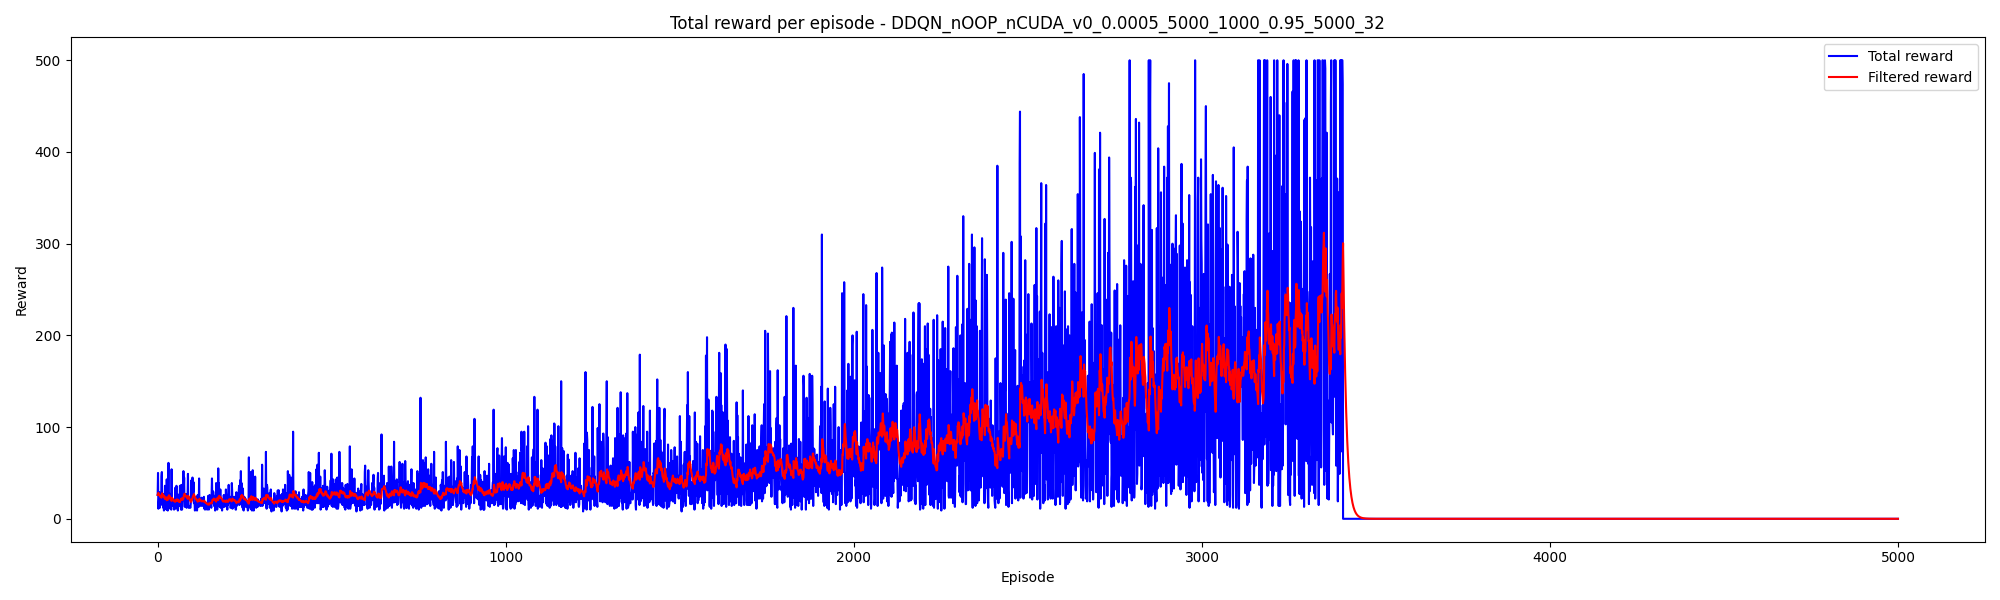 Total reward per episode - DDQN_nOOP_nCUDA_v0_0.0005_5000_1000_0.95_5000_32
Total reward
Filtered reward
Reward
500
400
300
200
100
0
0 1000 2000 3000 4000 5000
Episode